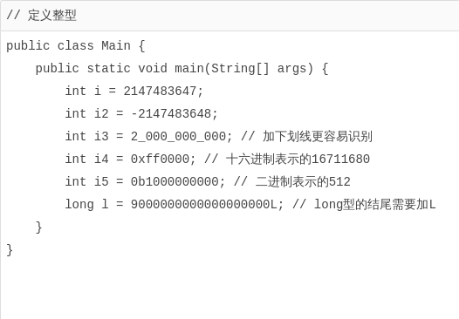 // 定义整型
public class Main {
    public static void main(String[] args) {
        int i = 2147483647;
        int i2 = -2147483648;
        int i3 = 2_000_000_000; // 加下划线更容易识别
        int i4 = 0xff0000; // 十六进制表示的16711680
        int i5 = 0b1000000000; // 二进制表示的512
        long l = 9000000000000000000L; // long型的结尾需要加L
    }
}